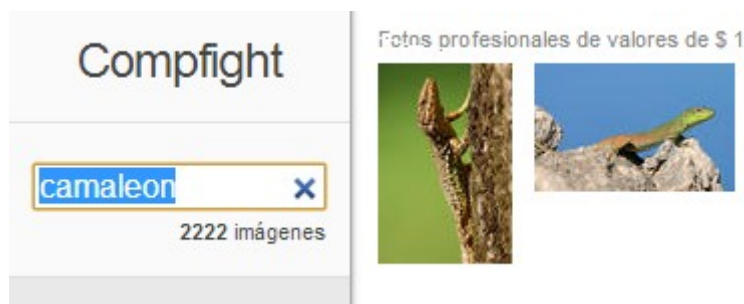 Compfight
camaleon
2222 imágenes
Fotos profesionales de valores de $ 1